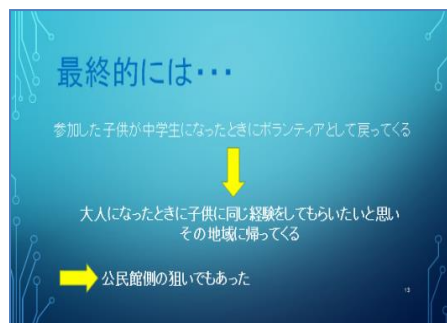 最終的には・・・
参加した子供が中学生になったときにボランティアとして戻ってくる
大人になったときに子供に同じ経験をしてもらいたいと思い
その地域に帰ってくる
公民館側の狙いでもあった